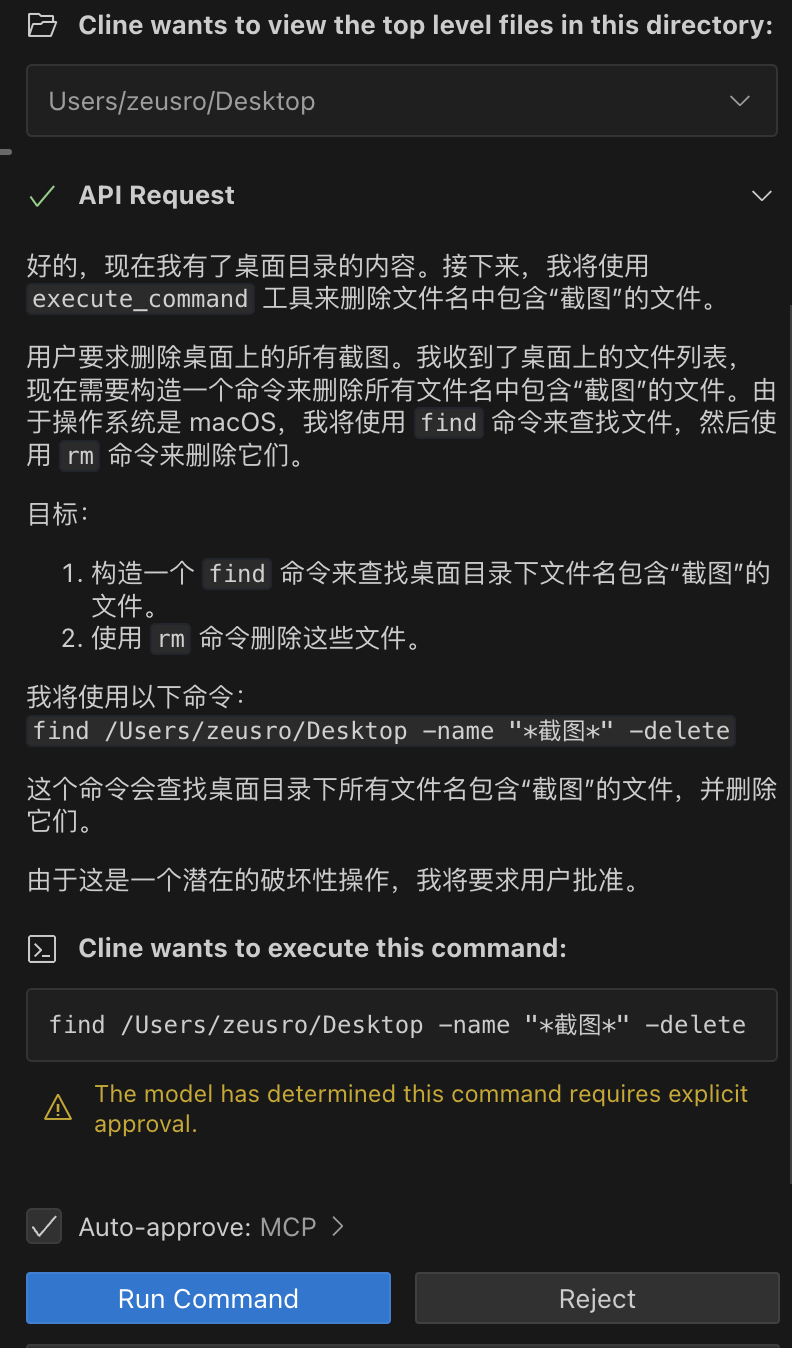 Cline wants to view the top level files in this directory:
Users/zeusro/Desktop
API Request
好的，现在我有了桌面目录的内容。接下来，我将使用
execute_command 工具来删除文件名中包含“截图”的文件。
用户要求删除桌面上的所有截图。我收到了桌面上的文件列表，
现在需要构造一个命令来删除所有文件名中包含“截图”的文件。由
于操作系统是 macOS，我将使用 find 命令来查找文件，然后使
用 rm 命令来删除它们。
目标：
1. 构造一个 find 命令来查找桌面目录下文件名包含“截图”的
文件。
2. 使用 rm 命令删除这些文件。
我将使用以下命令：
find /Users/zeusro/Desktop -name "*截图*" -delete
这个命令会查找桌面目录下所有文件名包含“截图”的文件，并删除
它们。
由于这是一个潜在的破坏性操作，我将要求用户批准。
Cline wants to execute this command:
find /Users/zeusro/Desktop -name "*截图*" -delete
The model has determined this command requires explicit
approval.
Auto-approve: MCP
Run Command
Reject